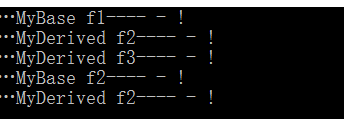 …MyBase f1---- - !
…MyDerived f2---- - !
…MyDerived f3---- - !
…MyBase f2---- - !
…MyDerived f2---- - !